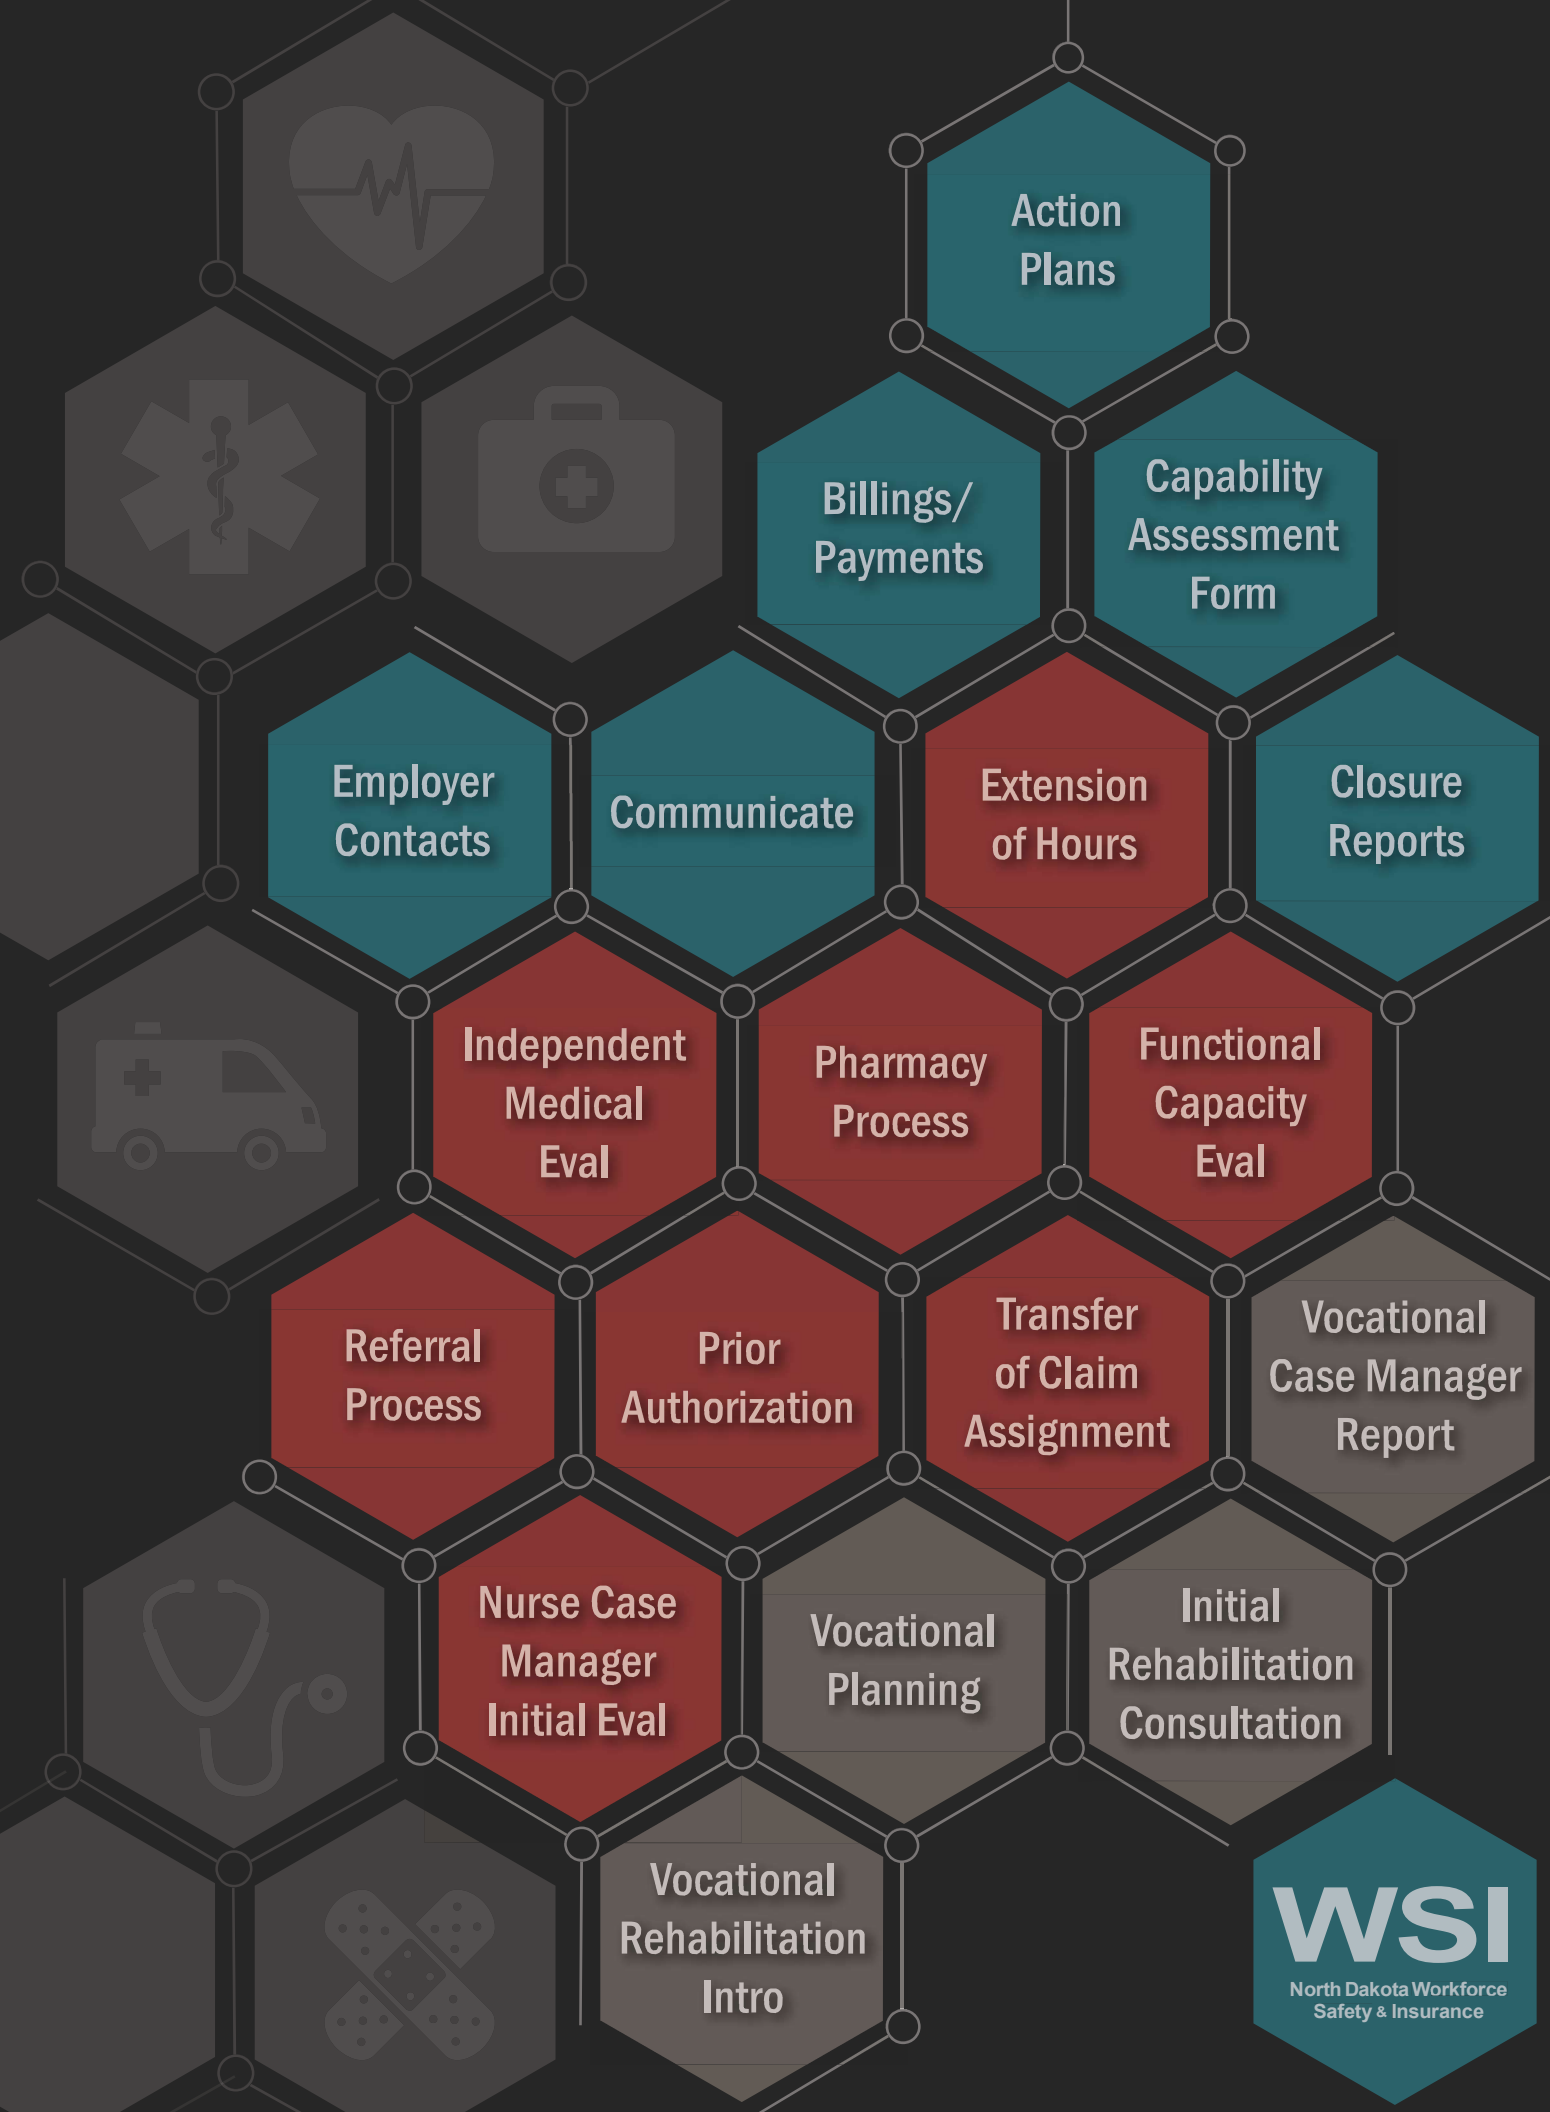 Action
Plans
Billings/
Payments
Capability
Assessment
Form
Employer
Contacts
Communicate
Extension
of Hours
Closure
Reports
Independent
Medical
Eval
Pharmacy
Process
Functional
Capacity
Eval
Referral
Process
Prior
Authorization
Transfer
of Claim
Assignment
Vocational
Case Manager
Report
Nurse Case
Manager
Initial Eval
Vocational
Planning
Initial
Rehabilitation
Consultation
Vocational
Rehabilitation
Intro
WSI
North Dakota Workforce
Safety & Insurance